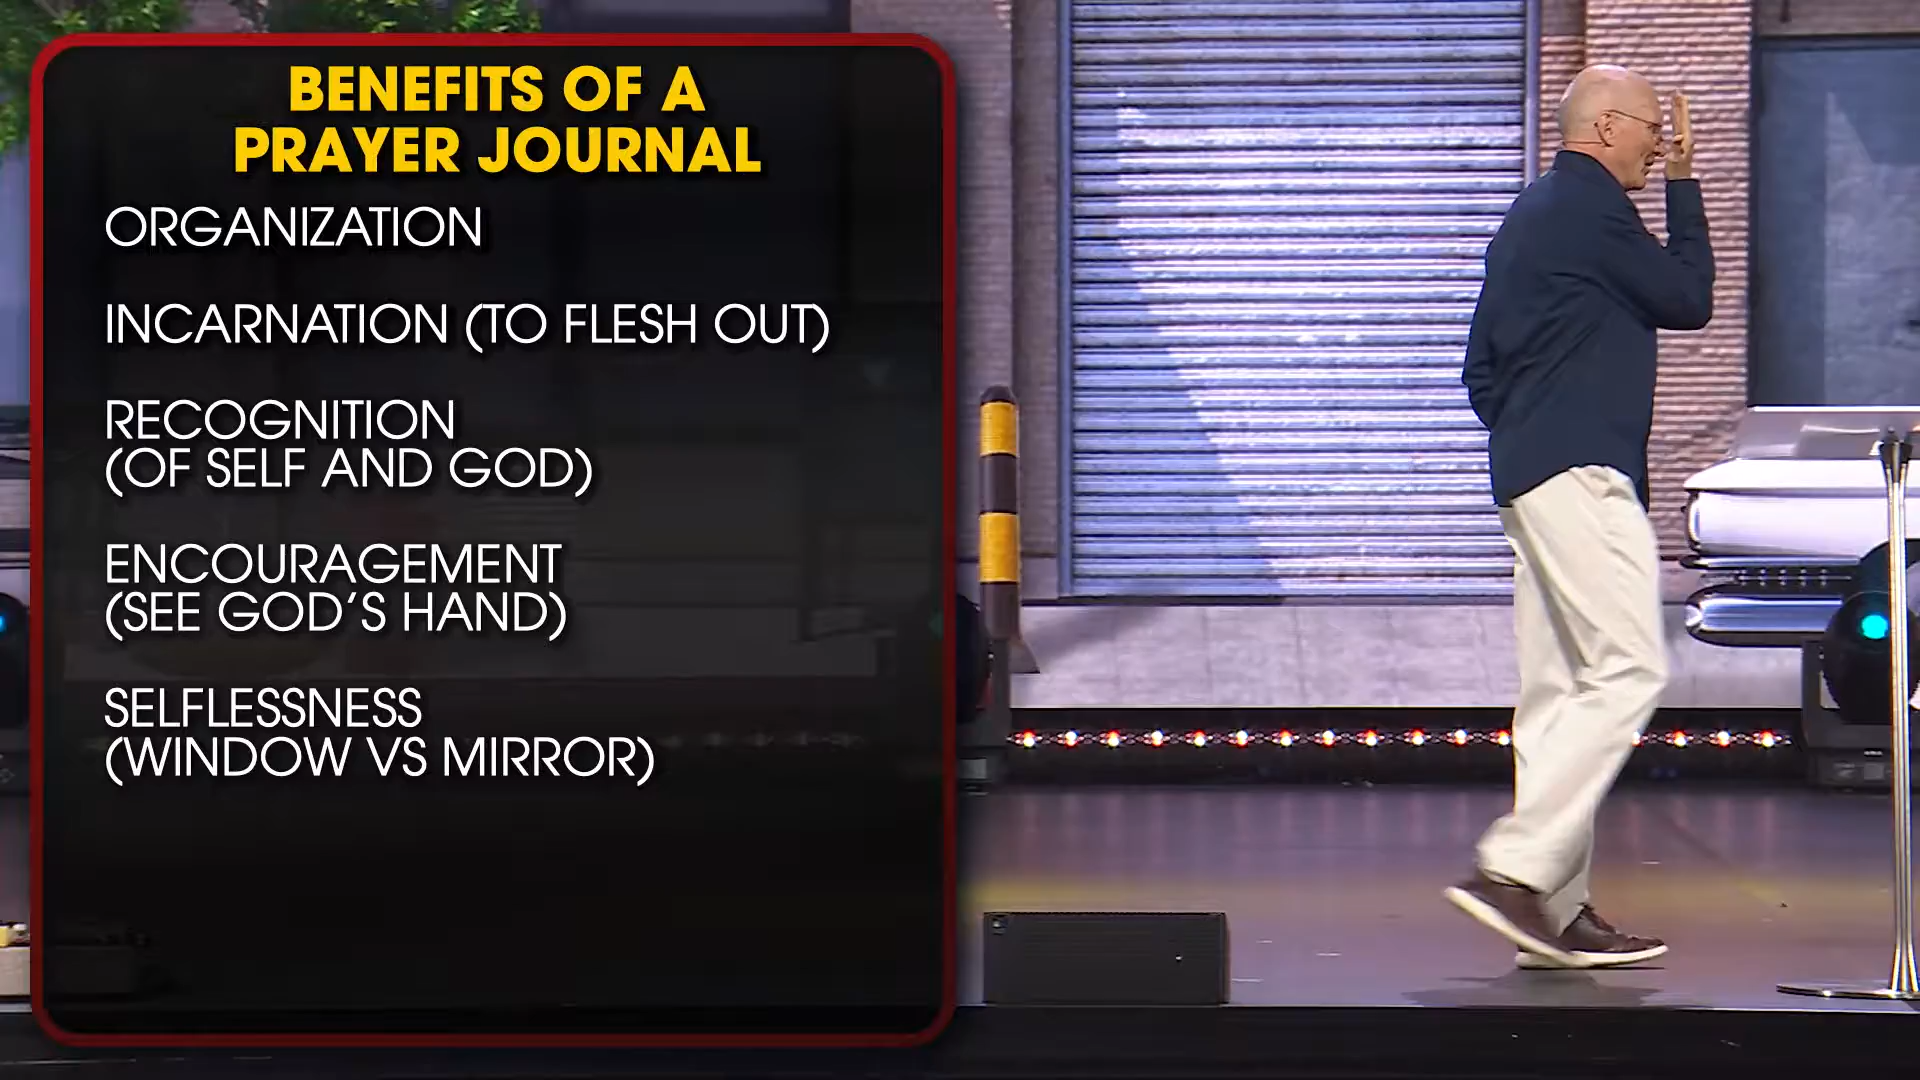 BENEFITS OF A
PRAYER JOURNAL
ORGANIZATION
INCARNATION (TO FLESH OUT)
RECOGNITION
(OF SELF AND GOD)
ENCOURAGEMENT
(SEE GOD'S HAND)
SELFLESSNESS
(WINDOW VS MIRROR)